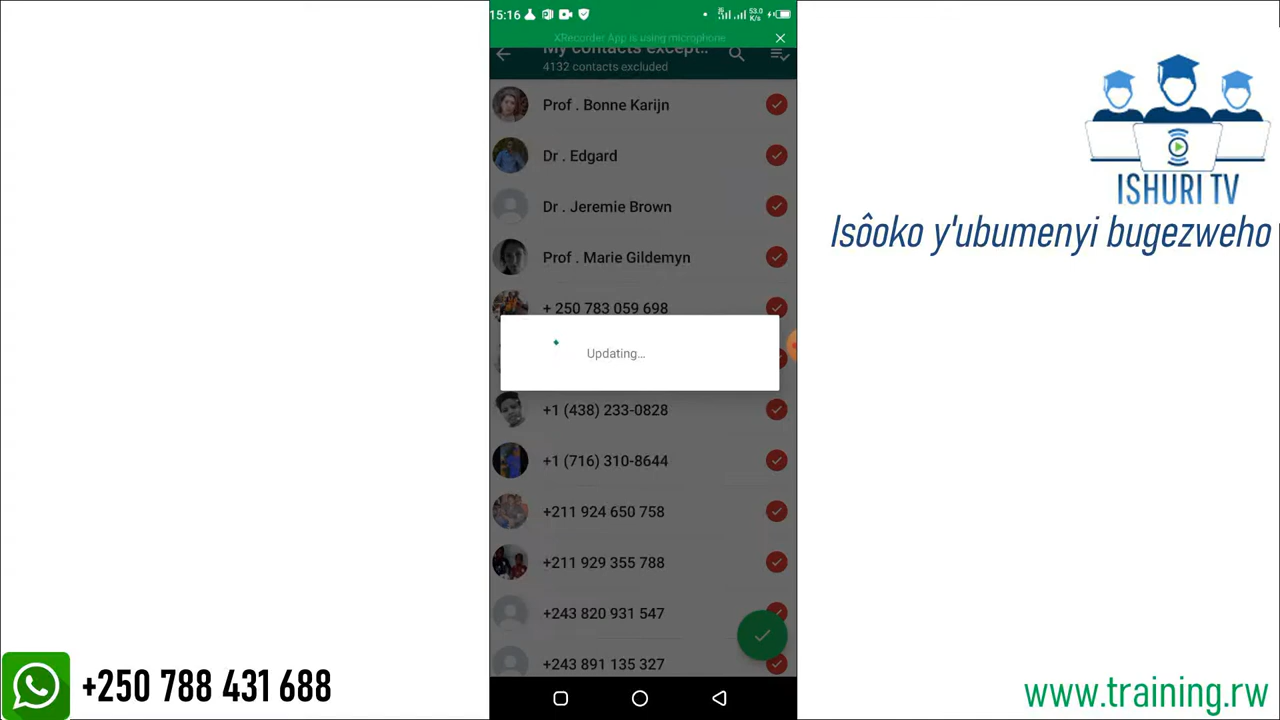 15:16
53.0 K/s
XRecorder App is using microphone
My contacts except...
4132 contacts excluded
Prof . Bonne Karijn
Dr . Edgard
Dr . Jeremie Brown
Prof . Marie Gildemyn
+ 250 783 059 698
Updating...
+1 (438) 233-0828
+1 (716) 310-8644
+211 924 650 758
+211 929 355 788
+243 820 931 547
+243 891 135 327
ISHURI TV
Isôoko y'ubumenyi bugezweho
+250 788 431 688
www.training.rw